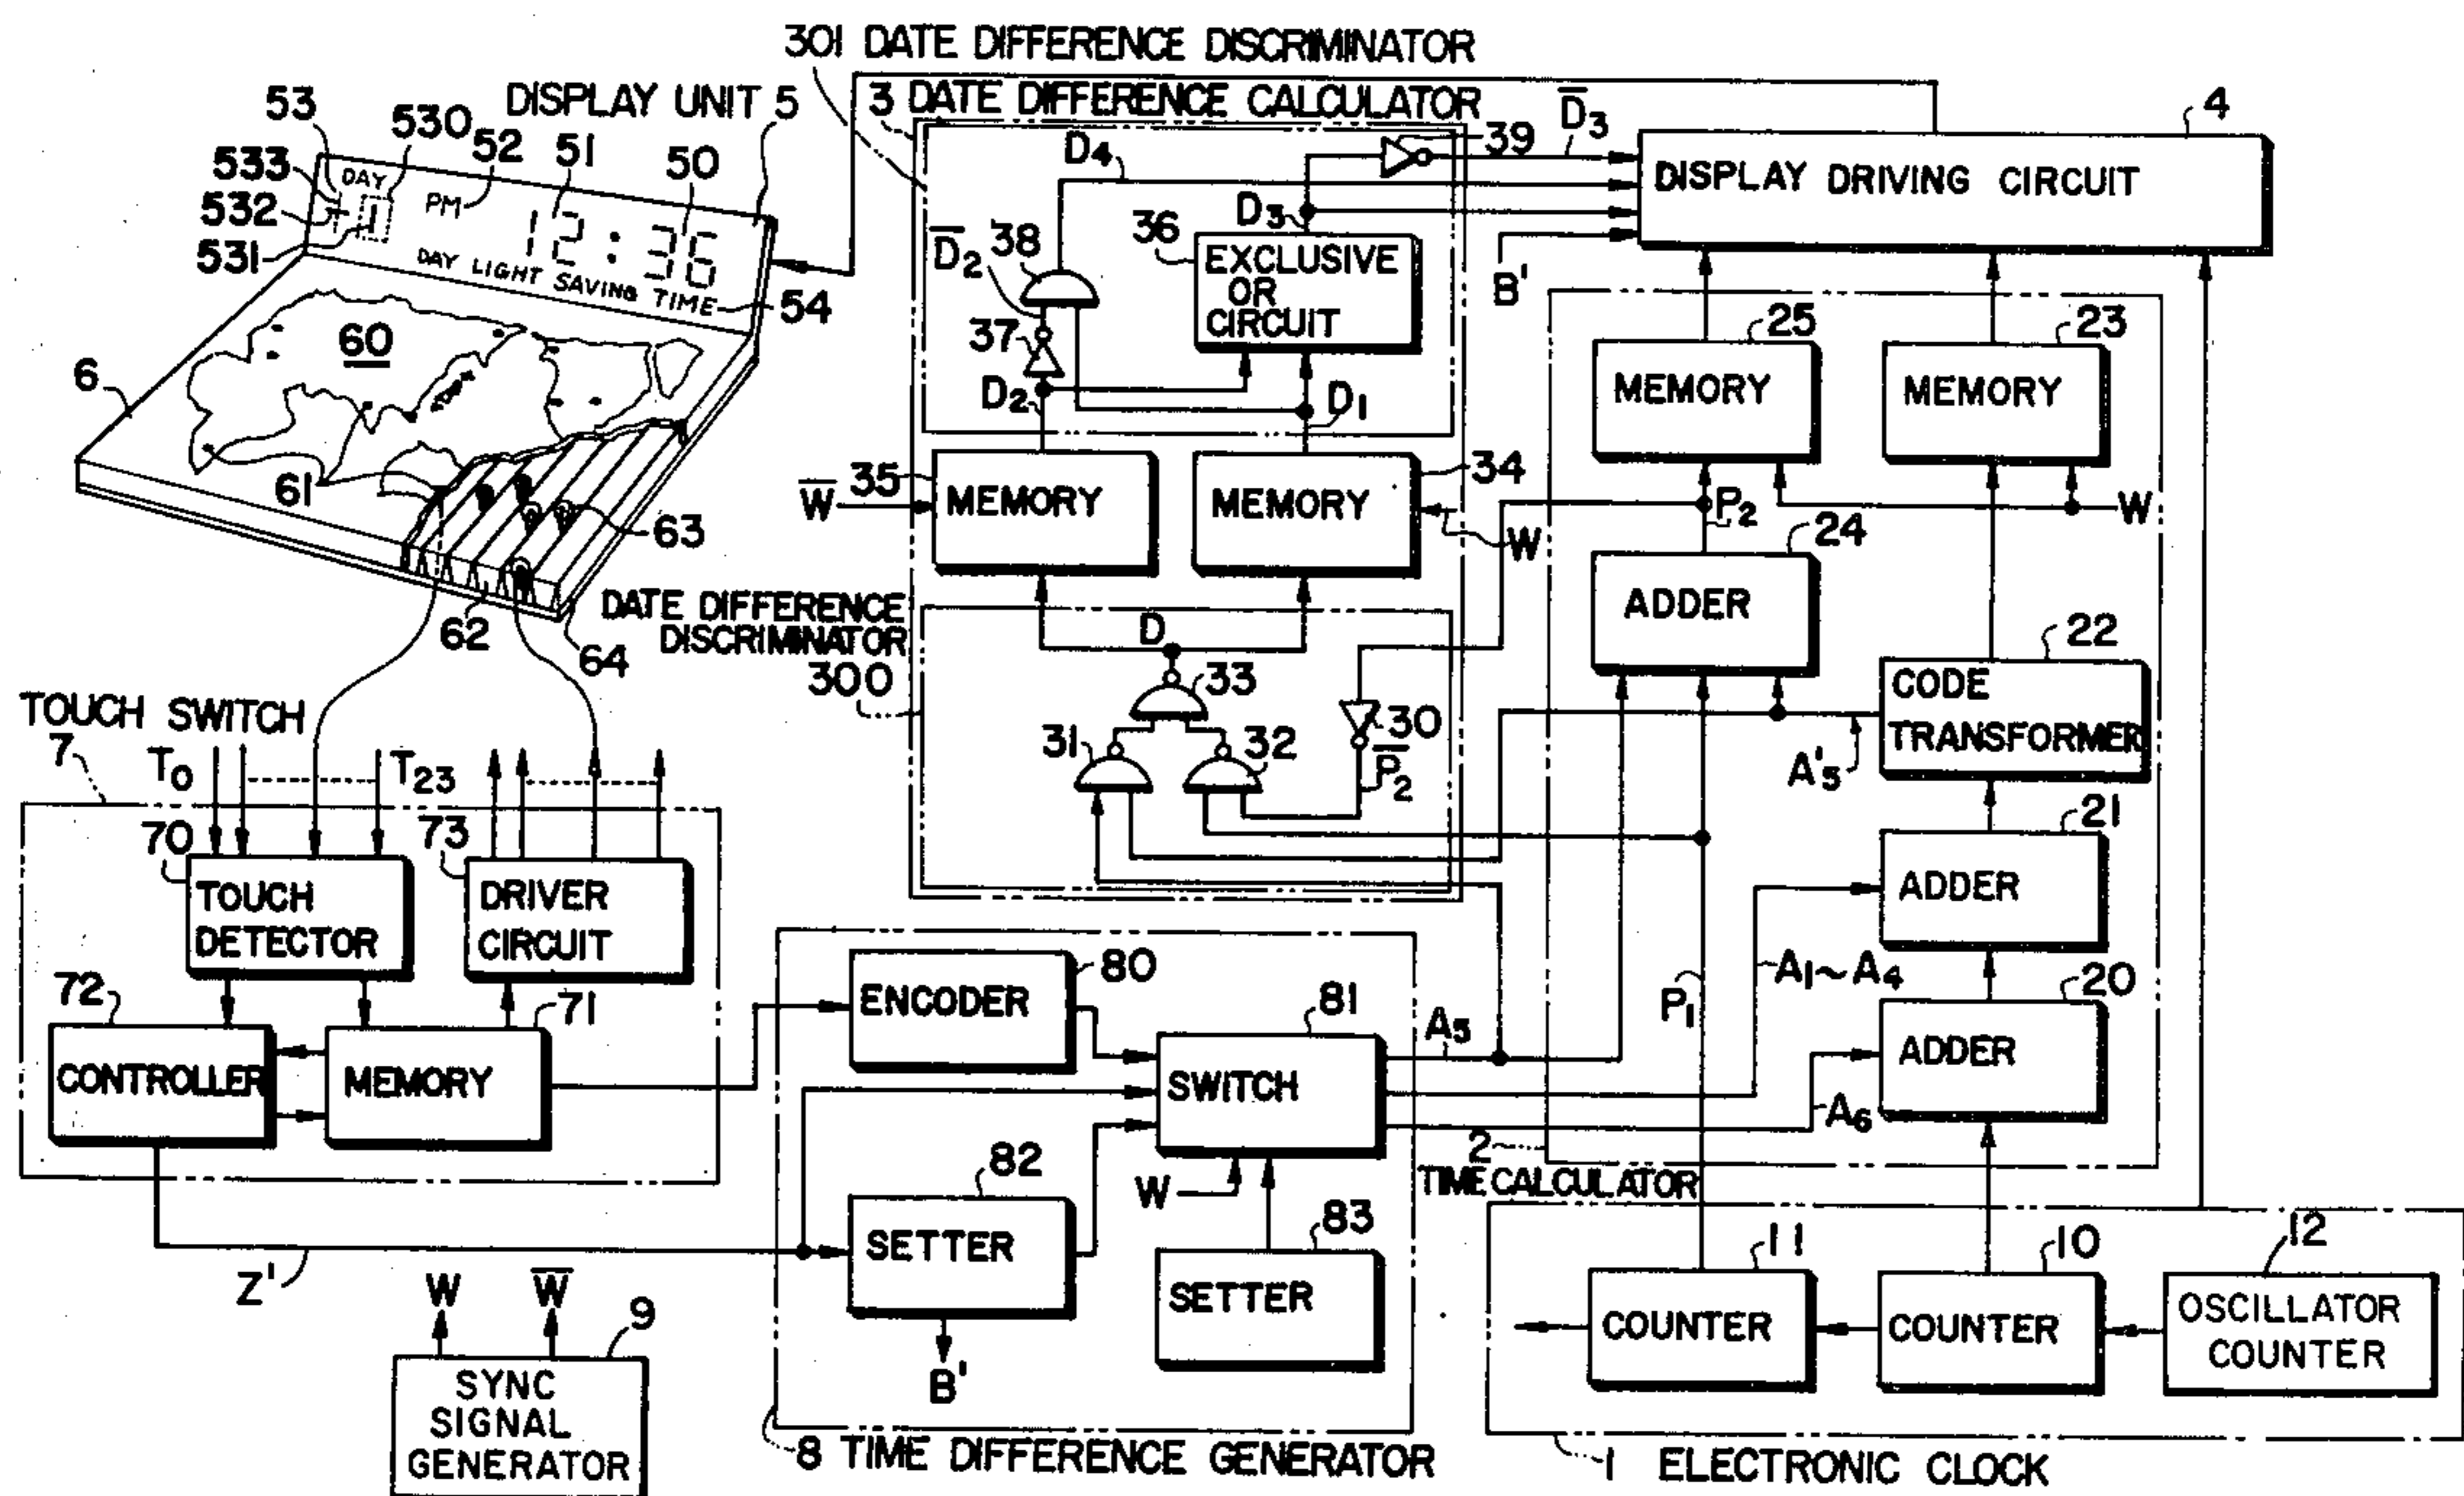 301 DATE DIFFERENCE DISCRIMINATOR
DISPLAY UNIT 5
3 DATE DIFFERENCE CALCULATOR
53
530
52
51
50
533
532
531
DAY
+
1
PM
12:36
DAY LIGHT SAVING TIME
54
60
6
61
62
63
64
D4
39
D̅3
4
DISPLAY DRIVING CIRCUIT
D3
B'
D̅2
38
36
EXCLUSIVE
OR
CIRCUIT
37
D2
D1
25
MEMORY
23
MEMORY
W̅
35
MEMORY
34
MEMORY
W
P2
W
24
ADDER
DATE DIFFERENCE
DISCRIMINATOR
300
D
33
31
32
30
P̅2
22
CODE
TRANSFORMER
A'5
TOUCH SWITCH
7
T0
T23
70
TOUCH
DETECTOR
73
DRIVER
CIRCUIT
21
ADDER
72
CONTROLLER
71
MEMORY
80
ENCODER
81
SWITCH
A5
P1
A1~A4
20
ADDER
A6
2
TIME CALCULATOR
82
SETTER
W
83
SETTER
Z'
B'
W
W̅
9
SYNC
SIGNAL
GENERATOR
8 TIME DIFFERENCE GENERATOR
11
COUNTER
10
COUNTER
12
OSCILLATOR
COUNTER
1 ELECTRONIC CLOCK